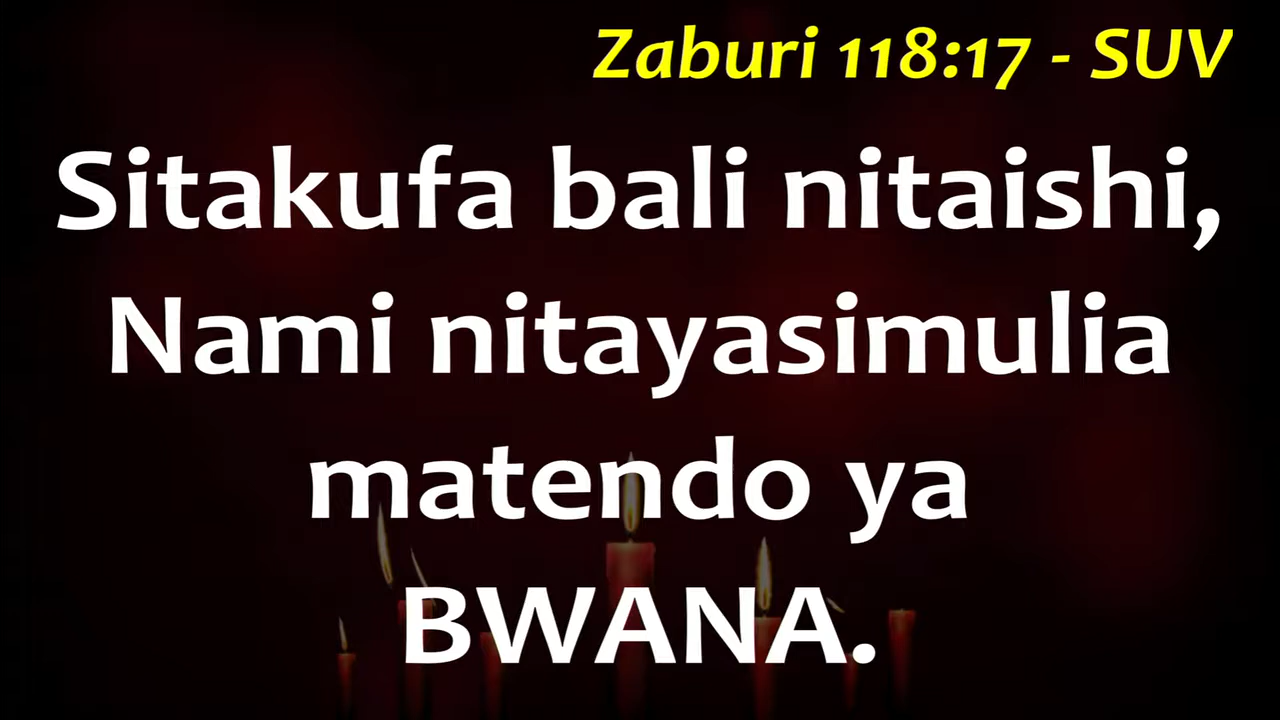 Zaburi 118:17 - SUV
Sitakufa bali nitaishi,
Nami nitayasimulia
matendo ya
BWANA.